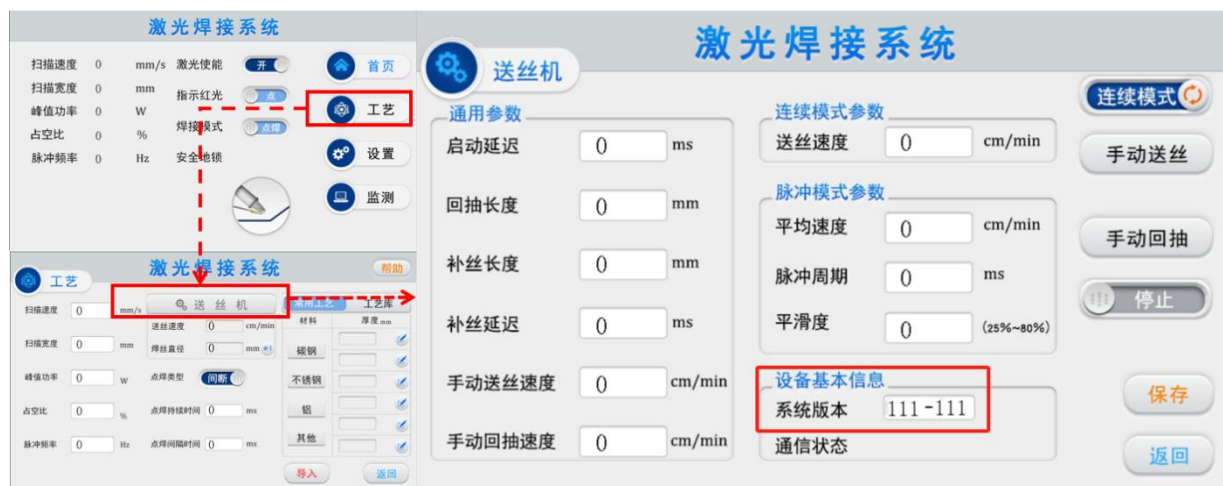 激光焊接系统
扫描速度 0 mm/s 激光使能 开 首页
扫描宽度 0 mm 指示红光 点
峰值功率 0 W 工艺
占空比 0 % 焊接模式 点焊
脉冲频率 0 Hz 安全地锁 设置
监测
激光焊接系统
工艺 帮助
扫描速度 0 mm/s 送丝机 常用工艺 工艺库
送丝速度 0 cm/min 材料 厚度mm
扫描宽度 0 mm 焊丝直径 0 mm 碳钢
峰值功率 0 W 点焊类型 间断 不锈钢
占空比 0 % 点焊持续时间 0 ms 铝
脉冲频率 0 Hz 点焊间隔时间 0 ms 其他
导入 返回
激光焊接系统
送丝机
通用参数
启动延迟 0 ms
回抽长度 0 mm
补丝长度 0 mm
补丝延迟 0 ms
手动送丝速度 0 cm/min
手动回抽速度 0 cm/min
连续模式参数
送丝速度 0 cm/min
脉冲模式参数
平均速度 0 cm/min
脉冲周期 0 ms
平滑度 0 (25%~80%)
设备基本信息
系统版本 111-111
通信状态
连续模式
手动送丝
手动回抽
停止
保存
返回